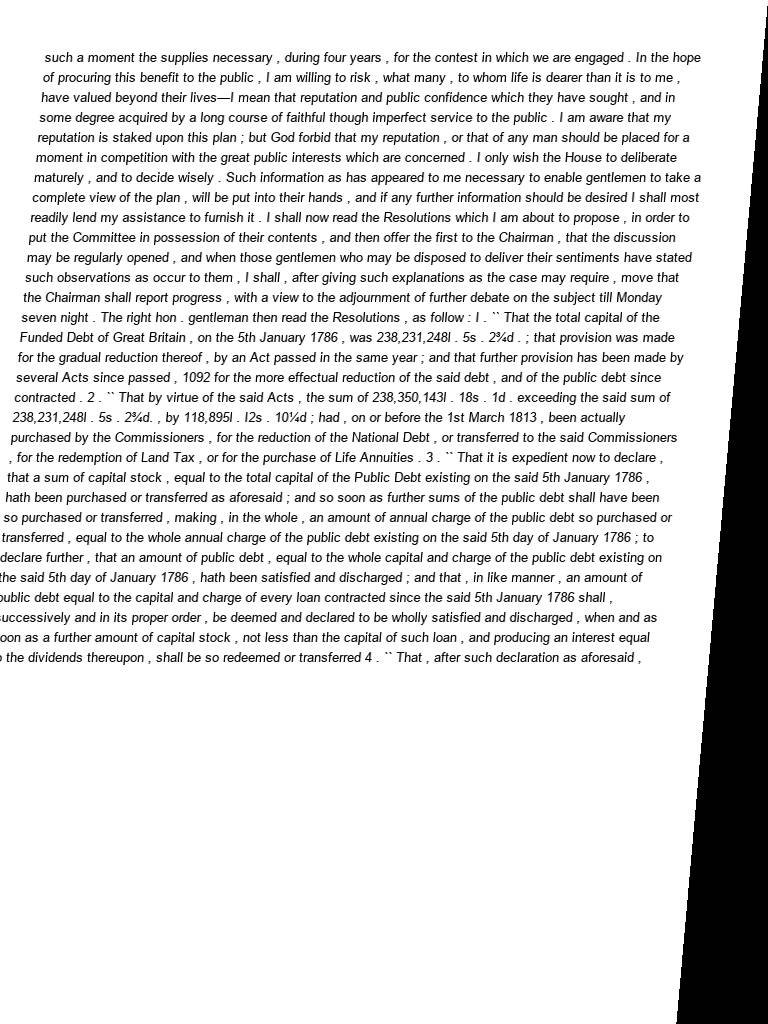 such a moment the supplies necessary , during four years , for the contest in which we are engaged . In the hope
of procuring this benefit to the public , I am willing to risk , what many , to whom life is dearer than it is to me ,
have valued beyond their lives—I mean that reputation and public confidence which they have sought , and in
some degree acquired by a long course of faithful though imperfect service to the public . I am aware that my
reputation is staked upon this plan ; but God forbid that my reputation , or that of any man should be placed for a
moment in competition with the great public interests which are concerned . I only wish the House to deliberate
maturely , and to decide wisely . Such information as has appeared to me necessary to enable gentlemen to take a
complete view of the plan , will be put into their hands , and if any further information should be desired I shall most
readily lend my assistance to furnish it . I shall now read the Resolutions which I am about to propose , in order to
put the Committee in possession of their contents , and then offer the first to the Chairman , that the discussion
may be regularly opened , and when those gentlemen who may be disposed to deliver their sentiments have stated
such observations as occur to them , I shall , after giving such explanations as the case may require , move that
the Chairman shall report progress , with a view to the adjournment of further debate on the subject till Monday
seven night . The right hon . gentleman then read the Resolutions , as follow : I . `` That the total capital of the
Funded Debt of Great Britain , on the 5th January 1786 , was 238,231,248l . 5s . 2¾d . ; that provision was made
for the gradual reduction thereof , by an Act passed in the same year ; and that further provision has been made by
several Acts since passed , 1092 for the more effectual reduction of the said debt , and of the public debt since
contracted . 2 . `` That by virtue of the said Acts , the sum of 238,350,143l . 18s . 1d . exceeding the said sum of
238,231,248l . 5s . 2¾d. , by 118,895l . I2s . 10¼d ; had , on or before the 1st March 1813 , been actually
purchased by the Commissioners , for the reduction of the National Debt , or transferred to the said Commissioners
, for the redemption of Land Tax , or for the purchase of Life Annuities . 3 . `` That it is expedient now to declare ,
that a sum of capital stock , equal to the total capital of the Public Debt existing on the said 5th January 1786 ,
hath been purchased or transferred as aforesaid ; and so soon as further sums of the public debt shall have been
so purchased or transferred , making , in the whole , an amount of annual charge of the public debt so purchased or
transferred , equal to the whole annual charge of the public debt existing on the said 5th day of January 1786 ; to
declare further , that an amount of public debt , equal to the whole capital and charge of the public debt existing on
the said 5th day of January 1786 , hath been satisfied and discharged ; and that , in like manner , an amount of
public debt equal to the capital and charge of every loan contracted since the said 5th January 1786 shall ,
successively and in its proper order , be deemed and declared to be wholly satisfied and discharged , when and as
soon as a further amount of capital stock , not less than the capital of such loan , and producing an interest equal
the dividends thereupon , shall be so redeemed or transferred 4 . `` That , after such declaration as aforesaid ,